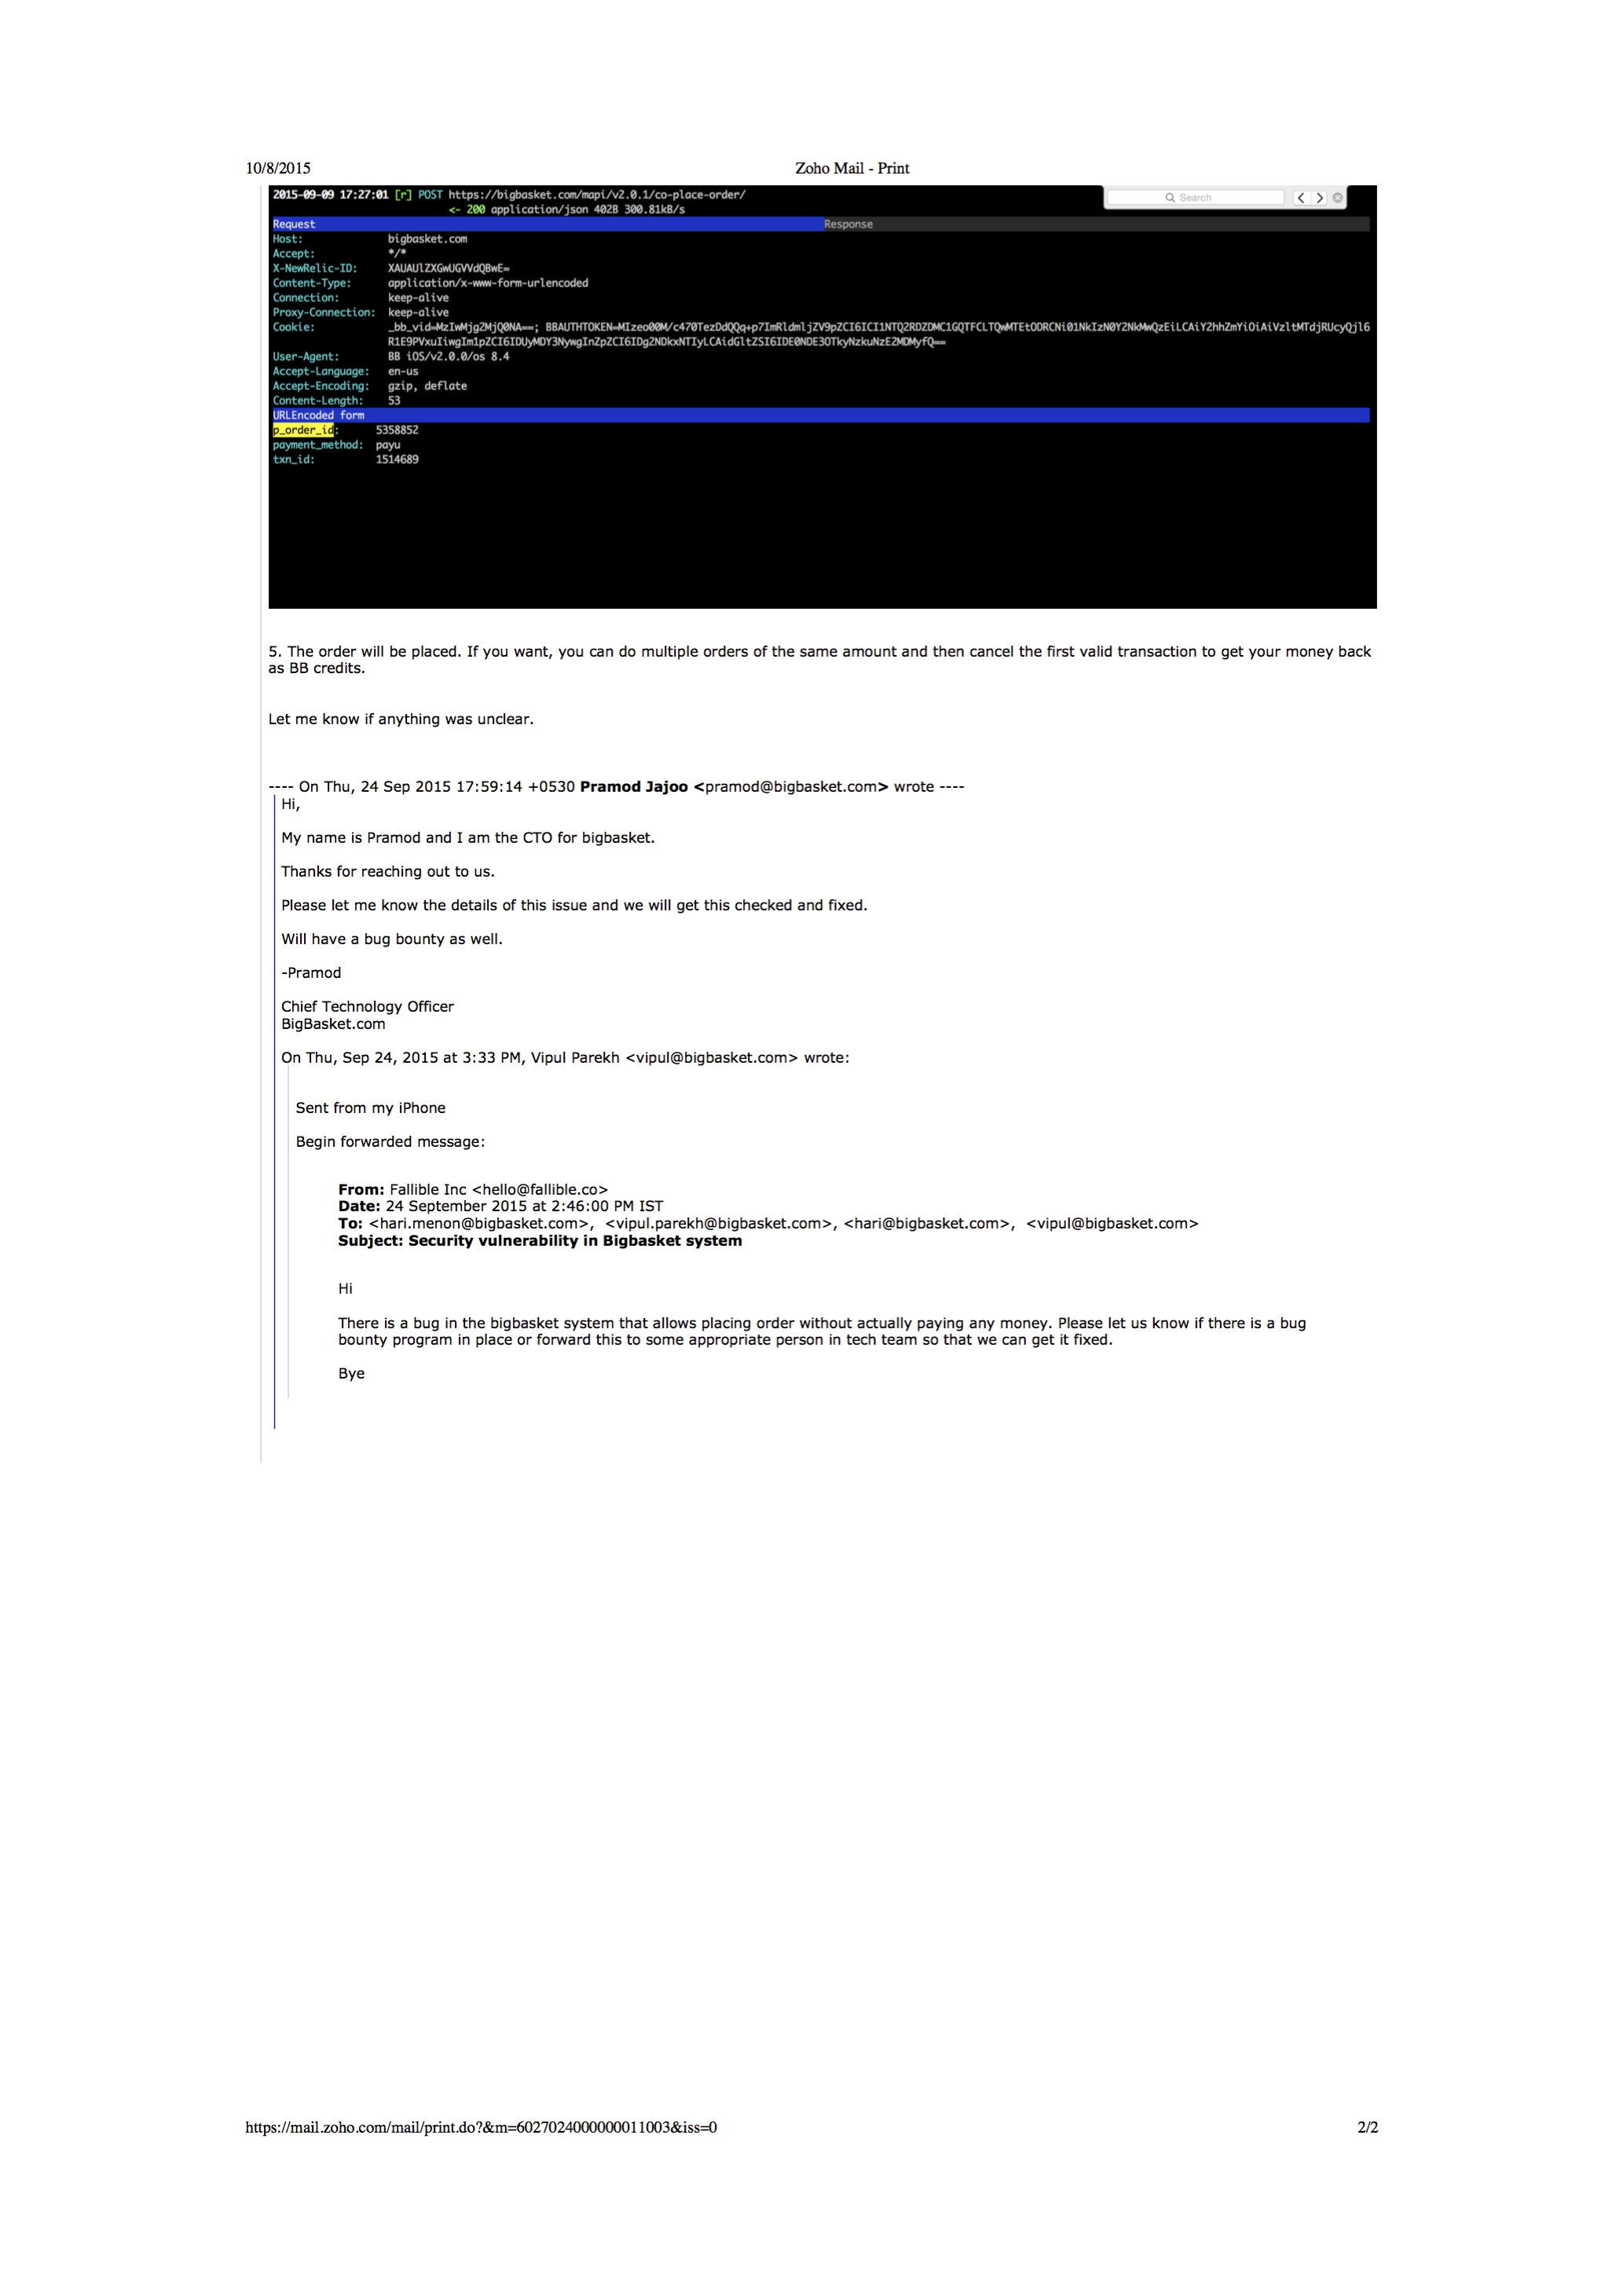 10/8/2015 Zoho Mail - Print
2015-09-09 17:27:01 [r] POST https://bigbasket.com/mapi/v2.0.1/co-place-order/
<- 200 application/json 402B 300.81kB/s
Search
Request Response
Host: bigbasket.com
Accept: */*
X-NewRelic-ID: XAUAUlZXGwUGVVdQBwE=
Content-Type: application/x-www-form-urlencoded
Connection: keep-alive
Proxy-Connection: keep-alive
Cookie: _bb_vid=MzIwMjg2MjQ0NA==;
User-Agent: BB iOS/v2.0.0/os 8.4
Accept-Language: en-us
Accept-Encoding: gzip, deflate
Content-Length: 53
URLEncoded form
p_order_id: 5358852
payment_method: payu
txn_id: 1514689
5. The order will be placed. If you want, you can do multiple orders of the same amount and then cancel the first valid transaction to get your money back
as BB credits.
Let me know if anything was unclear.
---- On Thu, 24 Sep 2015 17:59:14 +0530 Pramod Jajoo <pramod@bigbasket.com> wrote ----
Hi,
My name is Pramod and I am the CTO for bigbasket.
Thanks for reaching out to us.
Please let me know the details of this issue and we will get this checked and fixed.
Will have a bug bounty as well.
-Pramod
Chief Technology Officer
BigBasket.com
On Thu, Sep 24, 2015 at 3:33 PM, Vipul Parekh <vipul@bigbasket.com> wrote:
Sent from my iPhone
Begin forwarded message:
From: Fallible Inc <hello@fallible.co>
Date: 24 September 2015 at 2:46:00 PM IST
To: <hari.menon@bigbasket.com>, <vipul.parekh@bigbasket.com>, <hari@bigbasket.com>, <vipul@bigbasket.com>
Subject: Security vulnerability in Bigbasket system
Hi
There is a bug in the bigbasket system that allows placing order without actually paying any money. Please let us know if there is a bug
bounty program in place or forward this to some appropriate person in tech team so that we can get it fixed.
Bye
https://mail.zoho.com/mail/print.do?&m=6027024000000011003&iss=0 2/2